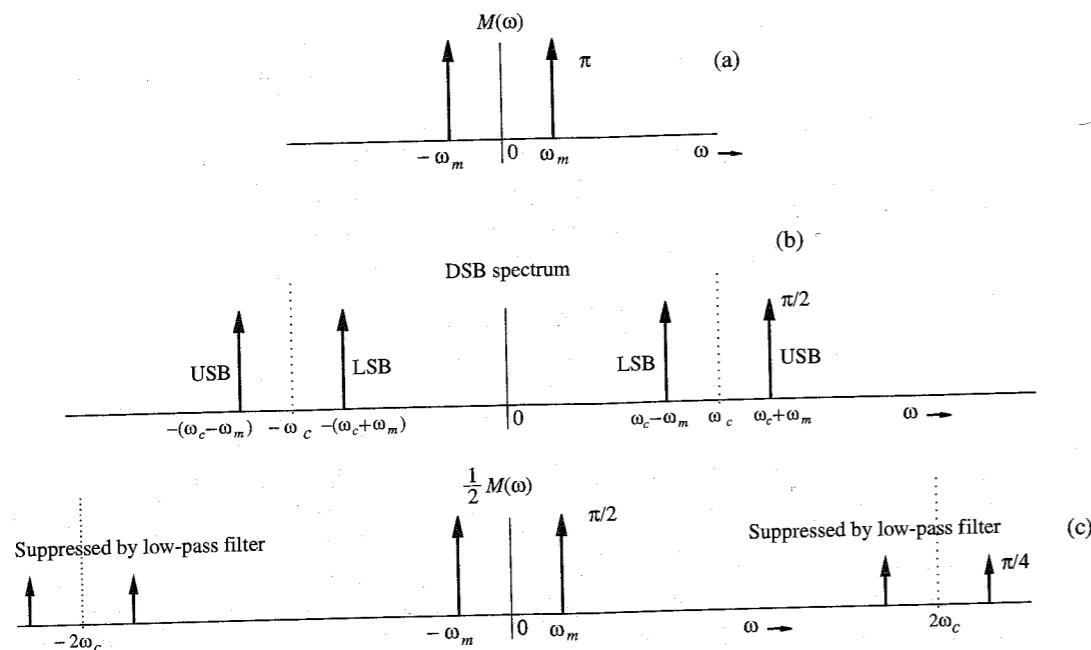 M(ω)
π
(a)
−ω_m 0 ω_m ω
(b)
DSB spectrum
π/2
USB LSB LSB USB
−(ω_c−ω_m) −ω_c −(ω_c+ω_m) 0 ω_c−ω_m ω_c ω_c+ω_m ω
1/2 M(ω)
π/2
Suppressed by low-pass filter Suppressed by low-pass filter (c)
π/4
−2ω_c −ω_m 0 ω_m ω 2ω_c